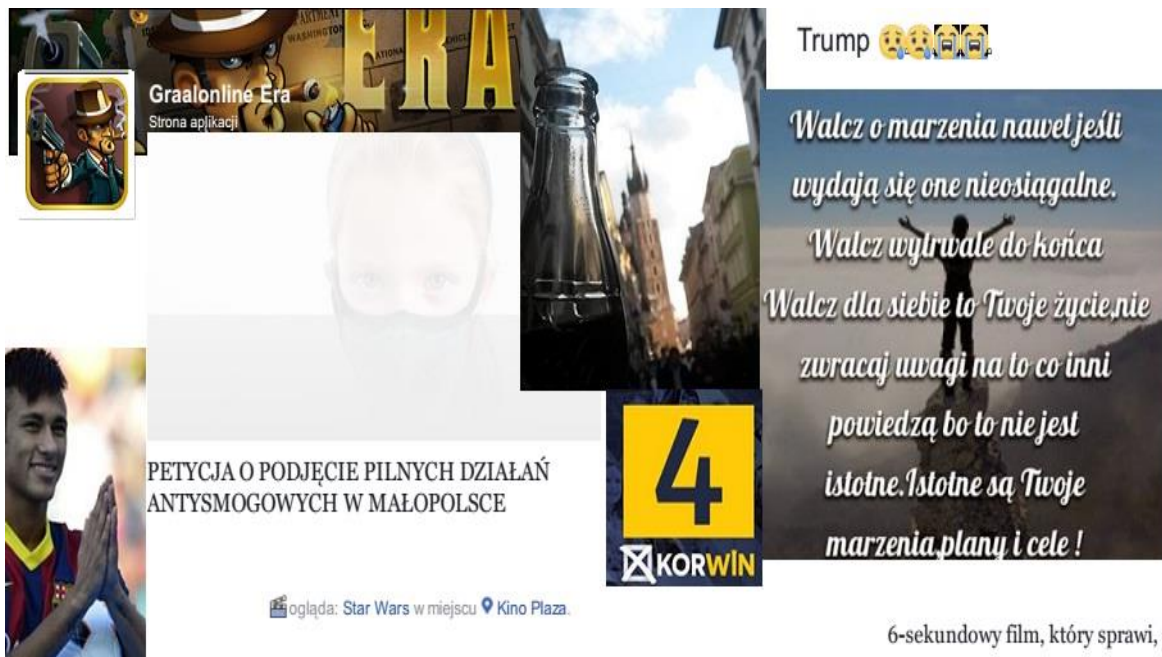 PARTMENT
WASHINGTON
ERA
Graalonline Era
Strona aplikacji
Trump 😢😢😭😭
Walcz o marzenia nawet jeśli
wydają się one nieosiągalne.
Walcz wytrwale do końca
Walcz dla siebie to Twoje życie,nie
zwracaj uwagi na to co inni
powiedzą bo to nie jest
istotne.Istotne są Twoje
marzenia,plany i cele !
PETYCJA O PODJĘCIE PILNYCH DZIAŁAŃ
ANTYSMOGOWYCH W MAŁOPOLSCE
4
KORWiN
ogląda: Star Wars w miejscu Kino Plaza.
6-sekundowy film, który sprawi,